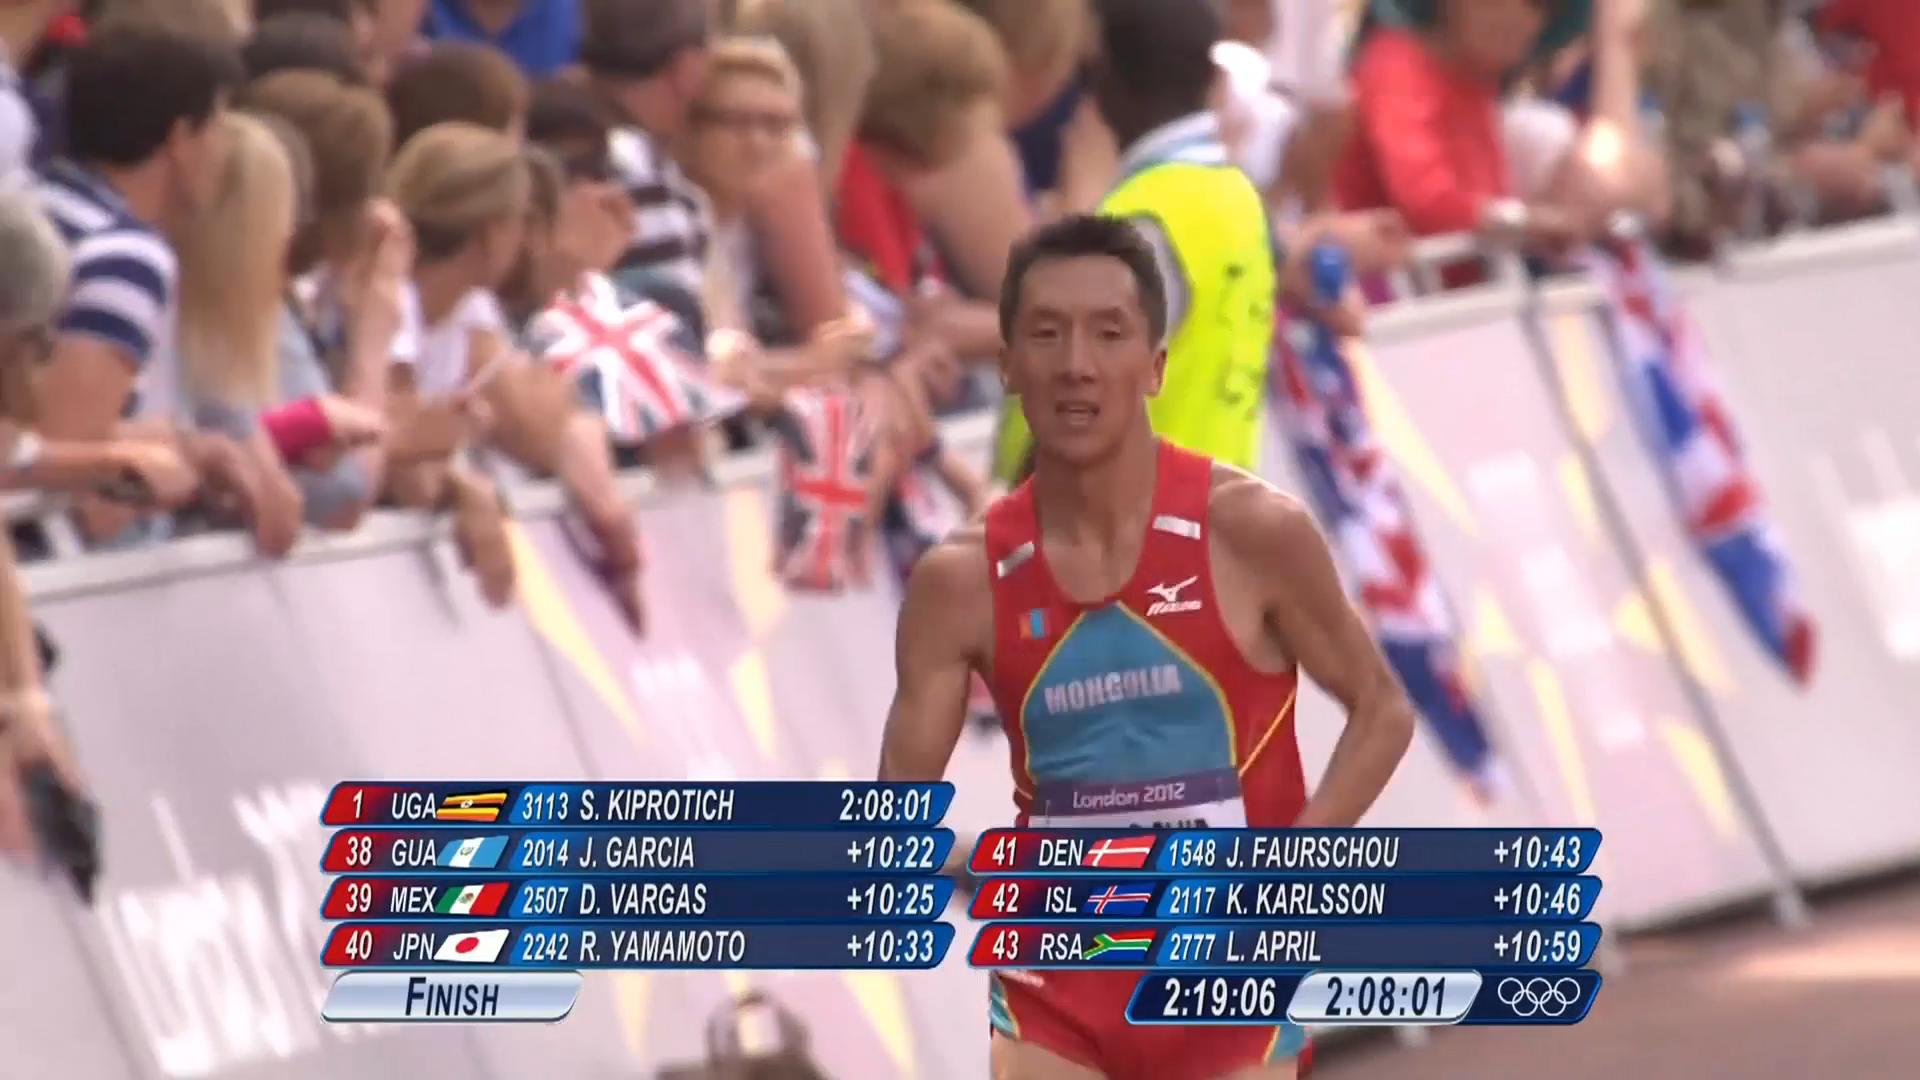 MIZUNO
MONGOLIA
London 2012
1 UGA 3113 S. KIPROTICH 2:08:01
38 GUA 2014 J. GARCIA +10:22
39 MEX 2507 D. VARGAS +10:25
40 JPN 2242 R. YAMAMOTO +10:33
41 DEN 1548 J. FAURSCHOU +10:43
42 ISL 2117 K. KARLSSON +10:46
43 RSA 2777 L. APRIL +10:59
FINISH
2:19:06 2:08:01